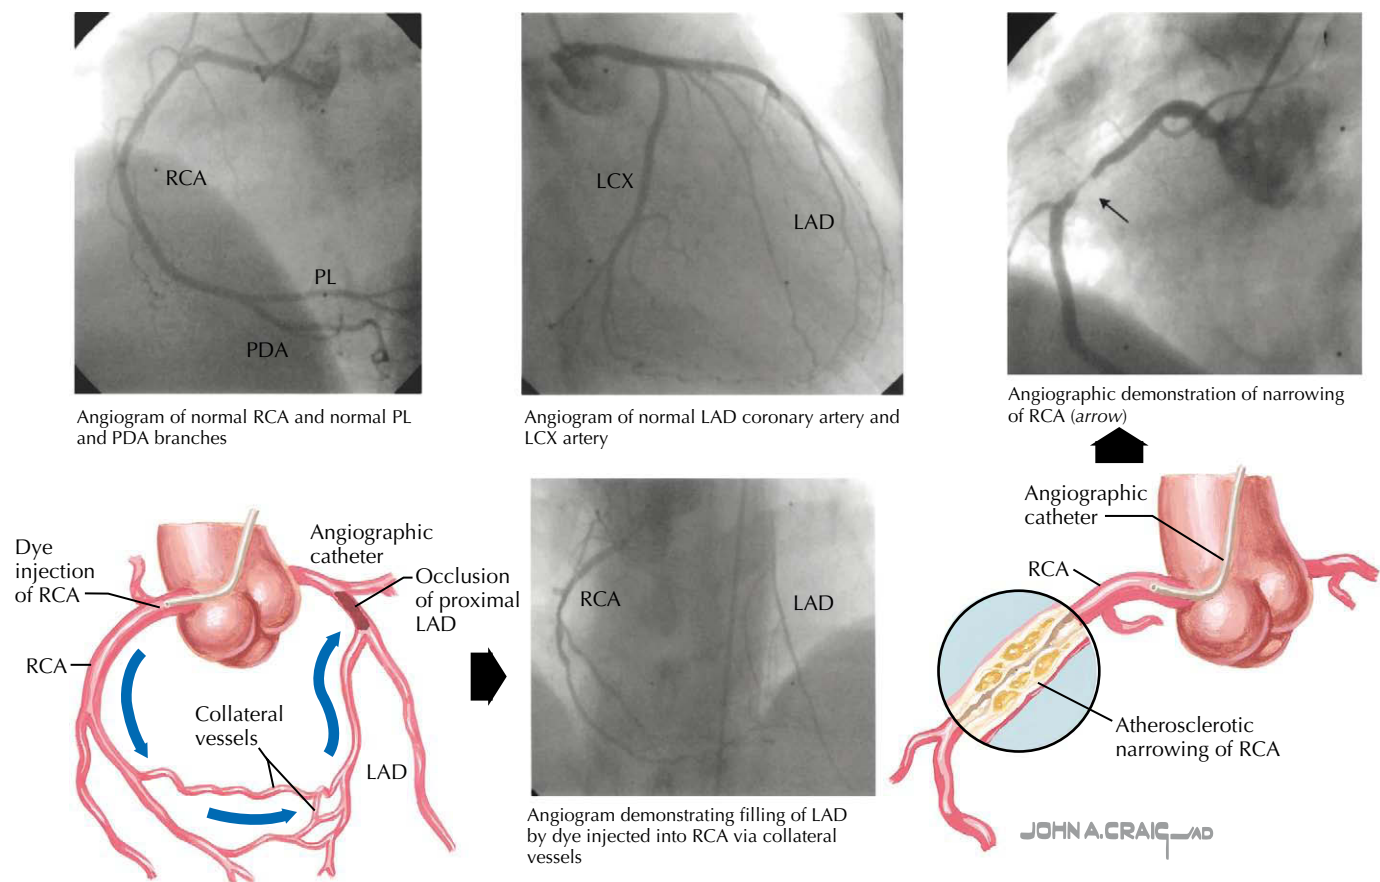 RCA
PL
PDA
Angiogram of normal RCA and normal PL
and PDA branches
LCX
LAD
Angiogram of normal LAD coronary artery and
LCX artery
Angiographic demonstration of narrowing
of RCA (arrow)
Dye
injection
of RCA
Angiographic
catheter
Occlusion
of proximal
LAD
RCA
Collateral
vessels
LAD
RCA
LAD
Angiogram demonstrating filling of LAD
by dye injected into RCA via collateral
vessels
Angiographic
catheter
RCA
Atherosclerotic
narrowing of RCA
JOHN A. CRAIG AD